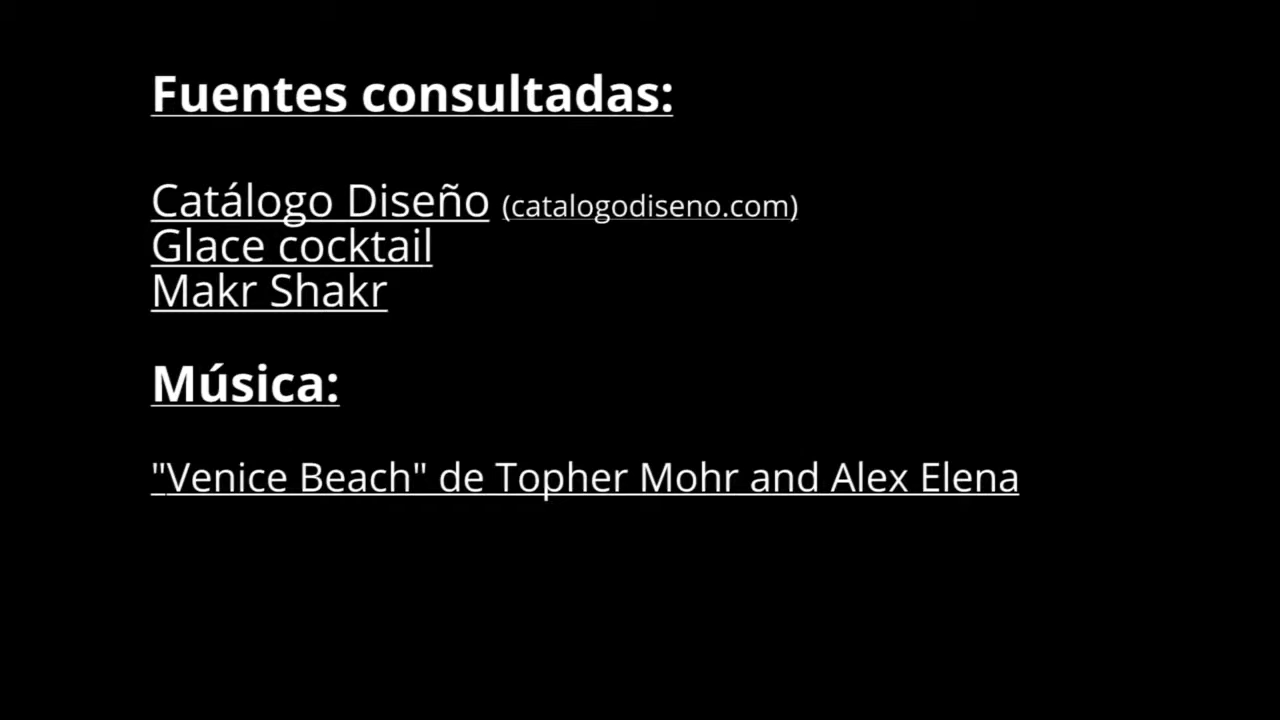 Fuentes consultadas:
Catálogo Diseño (catalogodiseno.com)
Glace cocktail
Makr Shakr
Música:
"Venice Beach" de Topher Mohr and Alex Elena